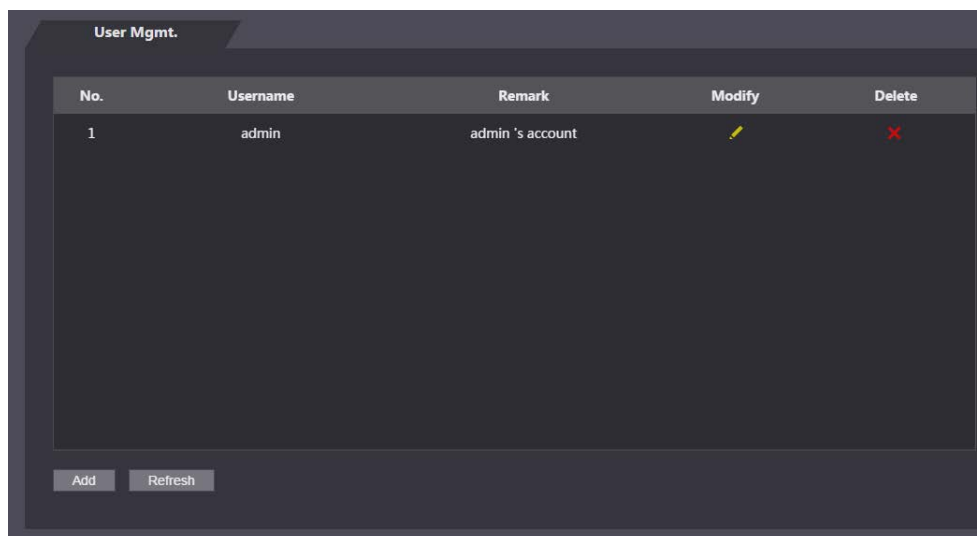 User Mgmt.
No. Username Remark Modify Delete
1 admin admin 's account
Add Refresh